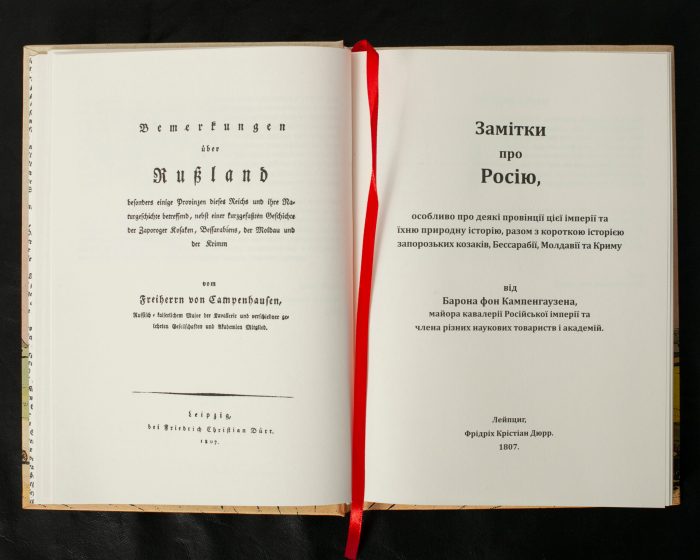 Bemerkungen
über
Rußland
besonders einige Provinzen dieses Reichs und ihre Na-
turgeschichte betreffend, nebst einer kurzgefaßten Geschichte
der Zaporoger Kosaken, Bessarabiens, der Moldau und
der Krimm
vom
Freiherrn von Campenhausen,
Russisch-kaiserlichem Major der Kavallerie und verschiedner ge-
lehrten Gesellschaften und Akademien Mitglied.
Leipzig,
bei Friedrich Christian Dürr.
1807.
Замітки
про
Росію,
особливо про деякі провінції цієї імперії та
їхню природну історію, разом з короткою історією
запорозьких козаків, Бессарабії, Молдавії та Криму
від
Барона фон Кампенгаузена,
майора кавалерії Російської імперії та
члена різних наукових товариств і академій.
Лейпциг,
Фрідріх Крістіан Дюрр.
1807.